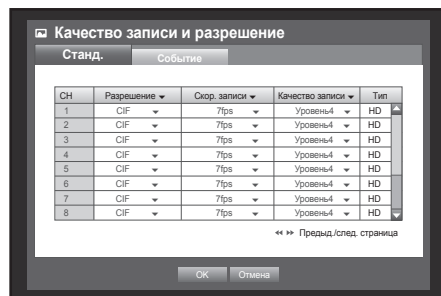 Качество записи и разрешение
Станд. Событие
CH Разрешение Скор. записи Качество записи Тип
1 CIF 7fps Уровень4 HD
2 CIF 7fps Уровень4 HD
3 CIF 7fps Уровень4 HD
4 CIF 7fps Уровень4 HD
5 CIF 7fps Уровень4 HD
6 CIF 7fps Уровень4 HD
7 CIF 7fps Уровень4 HD
8 CIF 7fps Уровень4 HD
Предыд./след. страница
OK Отмена